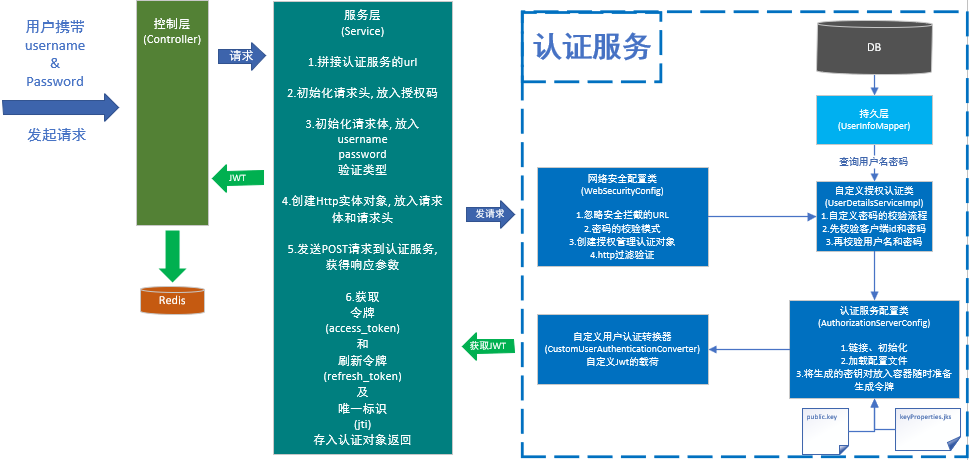 用户携带
username
&
Password
发起请求
控制层
(Controller)
请求
JWT
Redis
服务层
(Service)
1.拼接认证服务的url
2.初始化请求头, 放入授权码
3.初始化请求体, 放入
username
password
验证类型
4.创建Http实体对象, 放入请求
体和请求头
5.发送POST请求到认证服务,
获得响应参数
6.获取
令牌
(access_token)
和
刷新令牌
(refresh_token)
及
唯一标识
(jti)
存入认证对象返回
发请求
获取JWT
认证服务
DB
持久层
(UserInfoMapper)
查询用户名密码
网络安全配置类
(WebSecurityConfig)
1.忽略安全拦截的URL
2.密码的校验模式
3.创建授权管理认证对象
4.http过滤验证
自定义授权认证类
(UserDetailsServiceImpl)
1.自定义密码的校验流程
2.先校验客户端id和密码
3.再校验用户名和密码
自定义用户认证转换器
(CustomUserAuthenticationConverter)
自定义Jwt的载荷
认证服务配置类
(AuthorizationServerConfig)
1.链接、初始化
2.加载配置文件
3.将生成的密钥对放入容器随时准备
生成令牌
public.key
keyProperties.jks